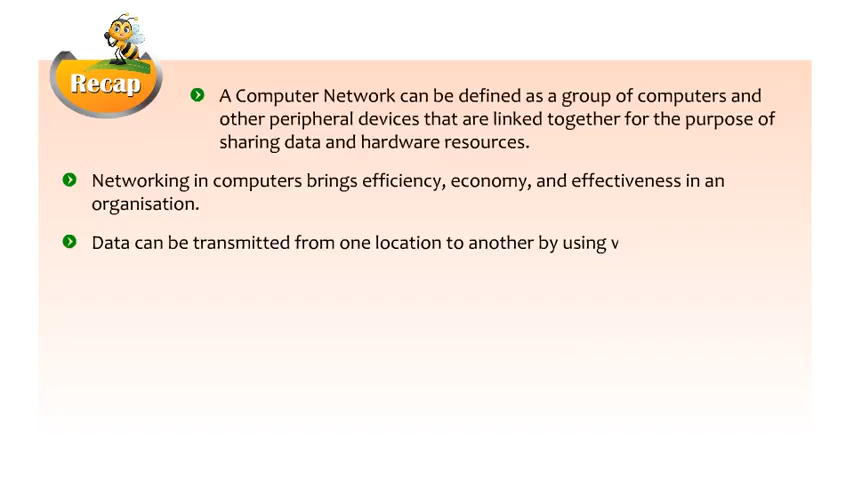 Recap
A Computer Network can be defined as a group of computers and
other peripheral devices that are linked together for the purpose of
sharing data and hardware resources.
Networking in computers brings efficiency, economy, and effectiveness in an
organisation.
Data can be transmitted from one location to another by using v